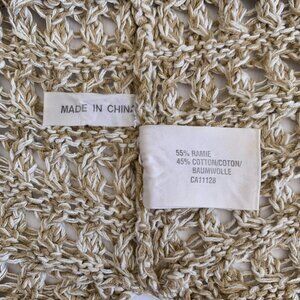 MADE IN CHINA
55% RAMIE
45% COTTON/COTON/
BAUMWOLLE
CA11128